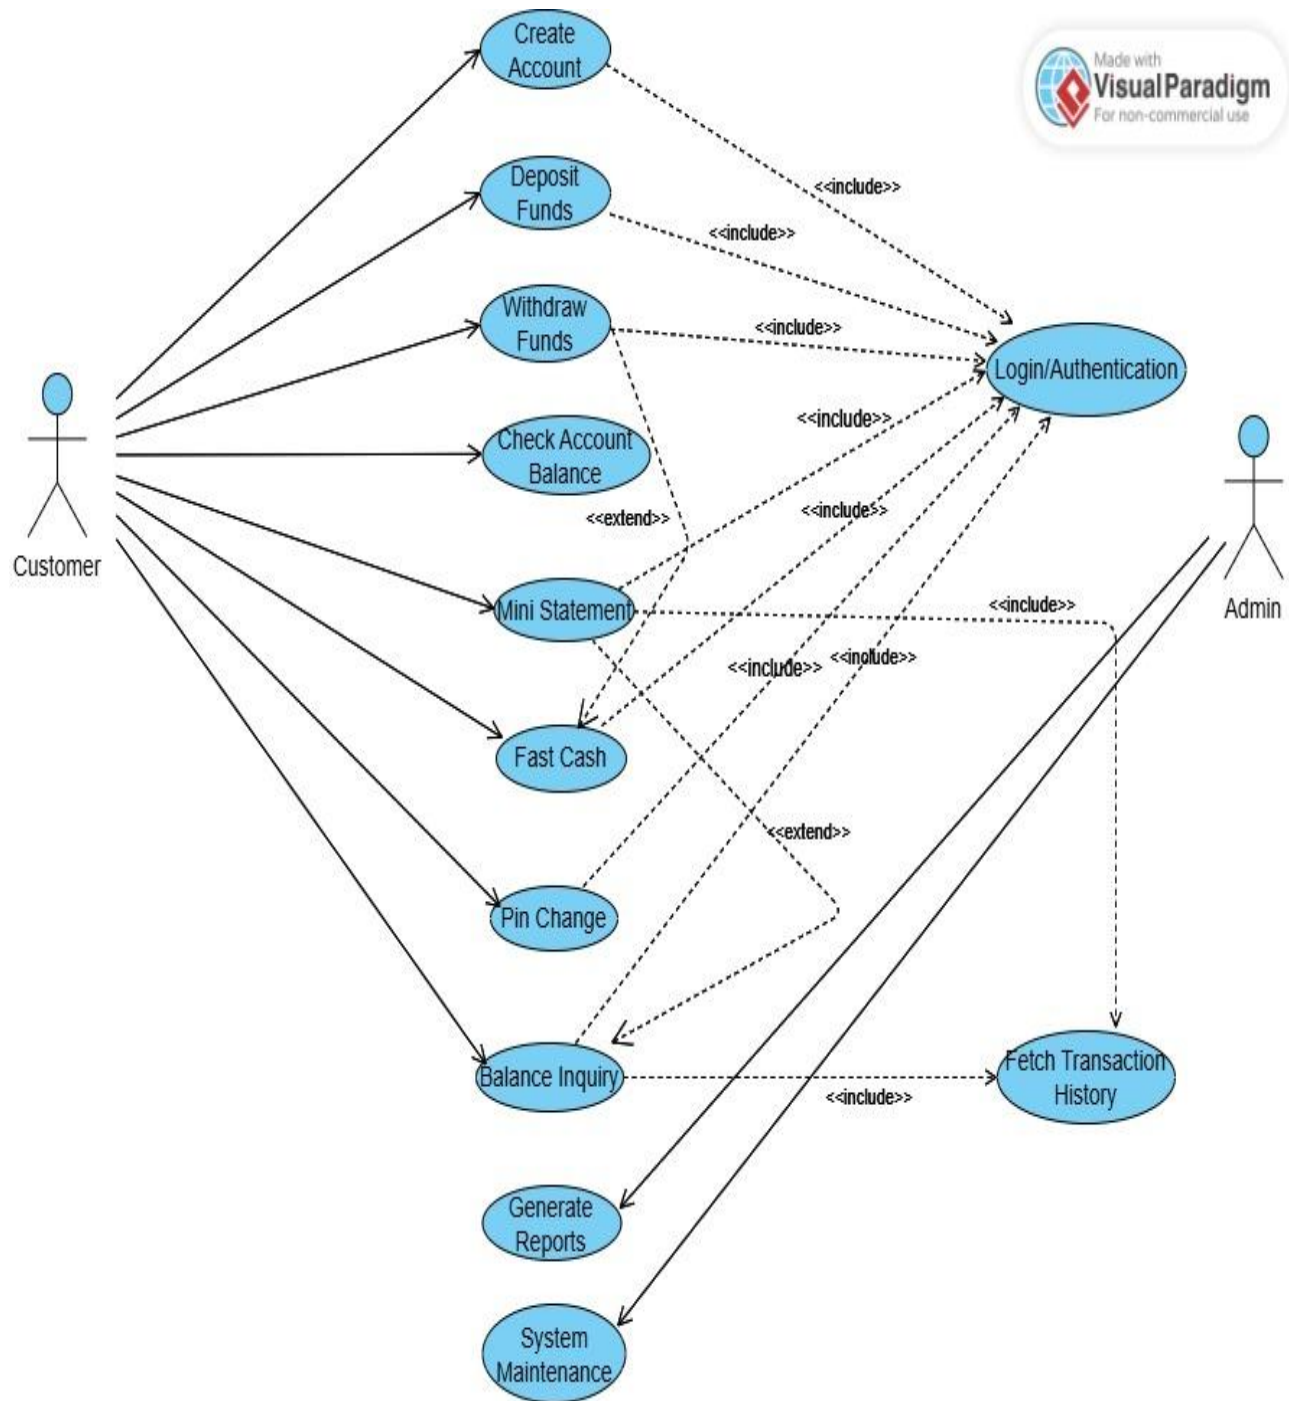 Create
Account
Made with
Visual Paradigm
For non-commercial use
Deposit
Funds
<<include>>
<<include>>
Withdraw
Funds
<<include>>
Login/Authentication
Customer
Check Account
Balance
<<include>>
<<extend>>
<<include>>
Admin
Mini Statement
<<include>>
<<include>>
<<include>>
Fast Cash
<<extend>>
Pin Change
Balance Inquiry
<<include>>
Fetch Transaction
History
Generate
Reports
System
Maintenance